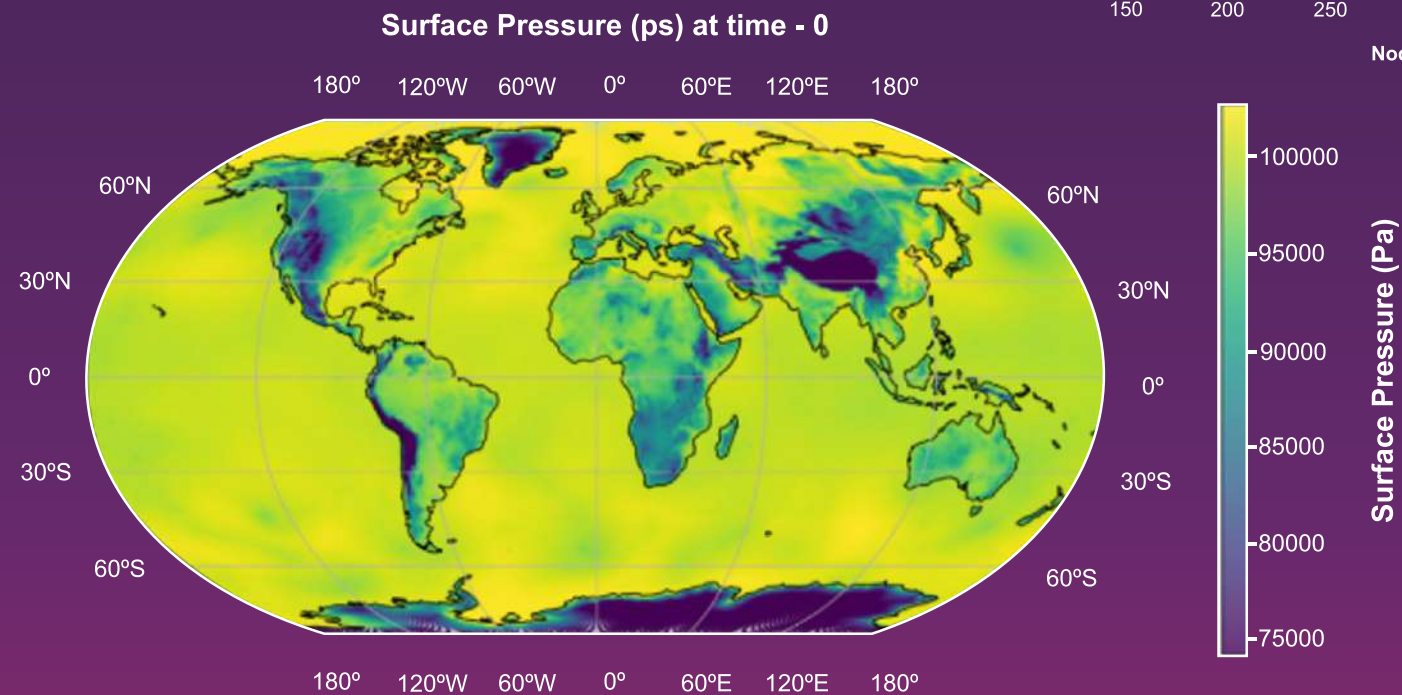 150 200 250
Surface Pressure (ps) at time - 0
Noc
180º 120ºW 60ºW 0º 60ºE 120ºE 180º
100000
60ºN 60ºN
95000
30ºN 30ºN
90000
0º 0º
85000
30ºS 30ºS
80000
60ºS 60ºS
75000
180º 120ºW 60ºW 0º 60ºE 120ºE 180º
Surface Pressure (Pa)